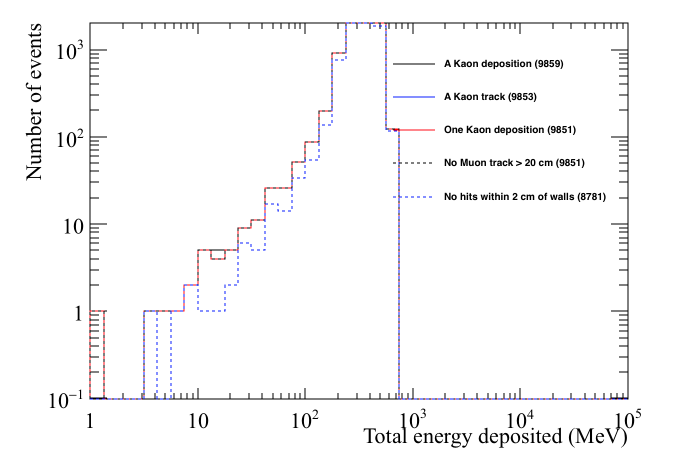 Number of events
10³
10²
10
1
10⁻¹
A Kaon deposition (9859)
A Kaon track (9853)
One Kaon deposition (9851)
No Muon track > 20 cm (9851)
No hits within 2 cm of walls (8781)
1 10 10² 10³ 10⁴ 10⁵
Total energy deposited (MeV)